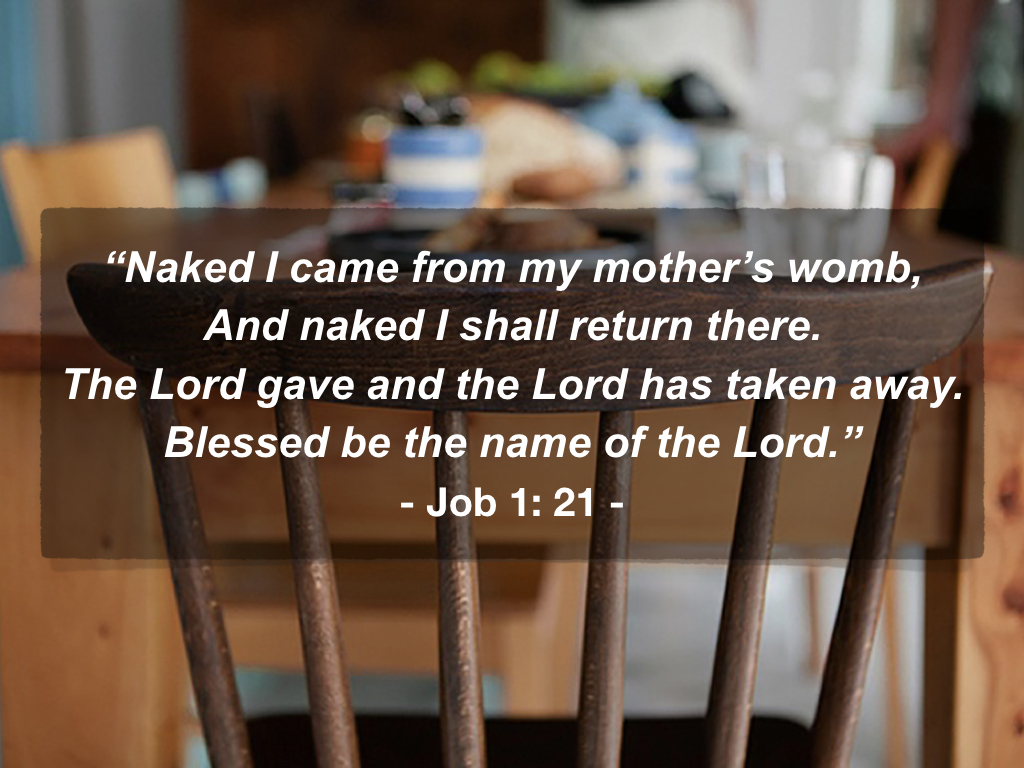 “Naked I came from my mother’s womb,
And naked I shall return there.
The Lord gave and the Lord has taken away.
Blessed be the name of the Lord.”
- Job 1: 21 -